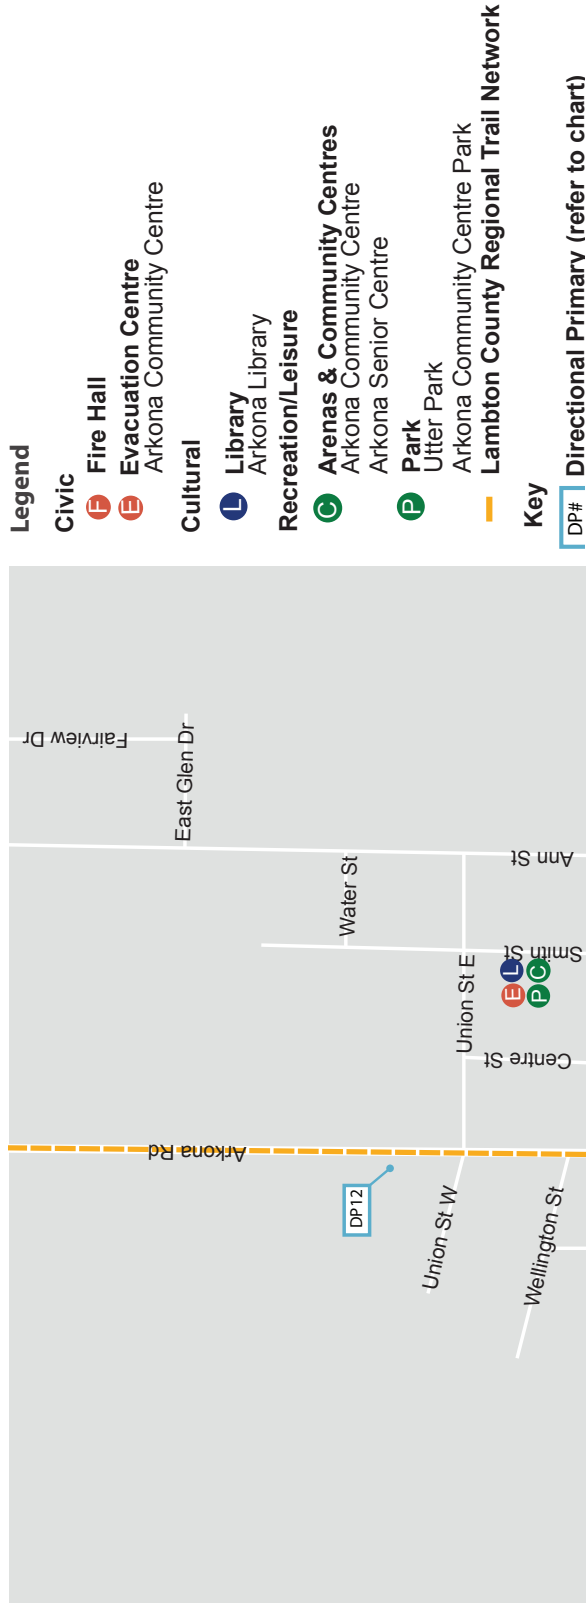 Legend
Civic
F Fire Hall
E Evacuation Centre
Arkona Community Centre
Cultural
L Library
Arkona Library
Recreation/Leisure
C Arenas & Community Centres
Arkona Community Centre
Arkona Senior Centre
P Park
Utter Park
Arkona Community Centre Park
Lambton County Regional Trail Network
Key
DP# Directional Primary (refer to chart)
Fairview Dr
East Glen Dr
Ann St
Water St
Smith St
Union St E
E L
P C
Centre St
Arkona Rd
DP12
Union St W
Wellington St